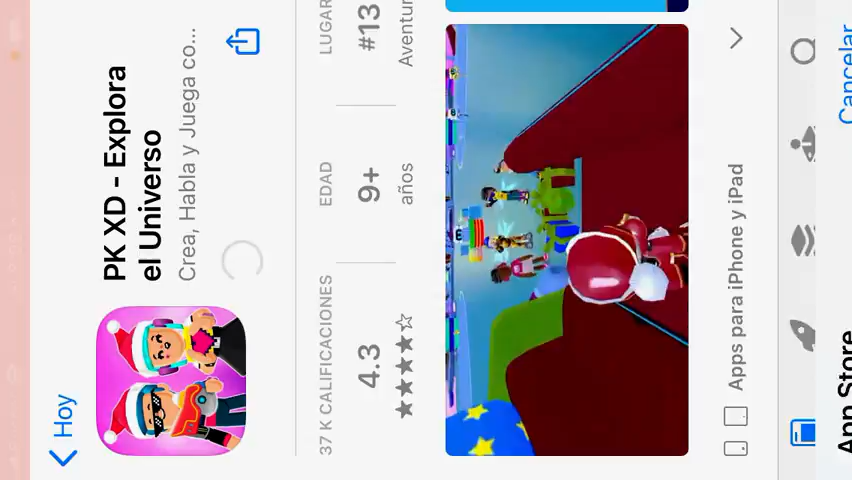 Hoy
PK XD - Explora
el Universo
Crea, Habla y Juega co...
37 K CALIFICACIONES
4.3
EDAD
9+
años
LUGAR
#13
Aventur
Apps para iPhone y iPad
App Store
Cancelar